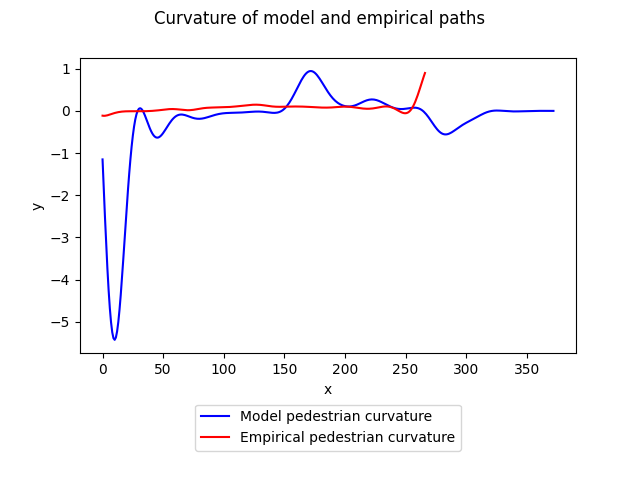 Curvature of model and empirical paths
1
0
−1
−2
−3
−4
−5
y
0 50 100 150 200 250 300 350
x
Model pedestrian curvature
Empirical pedestrian curvature